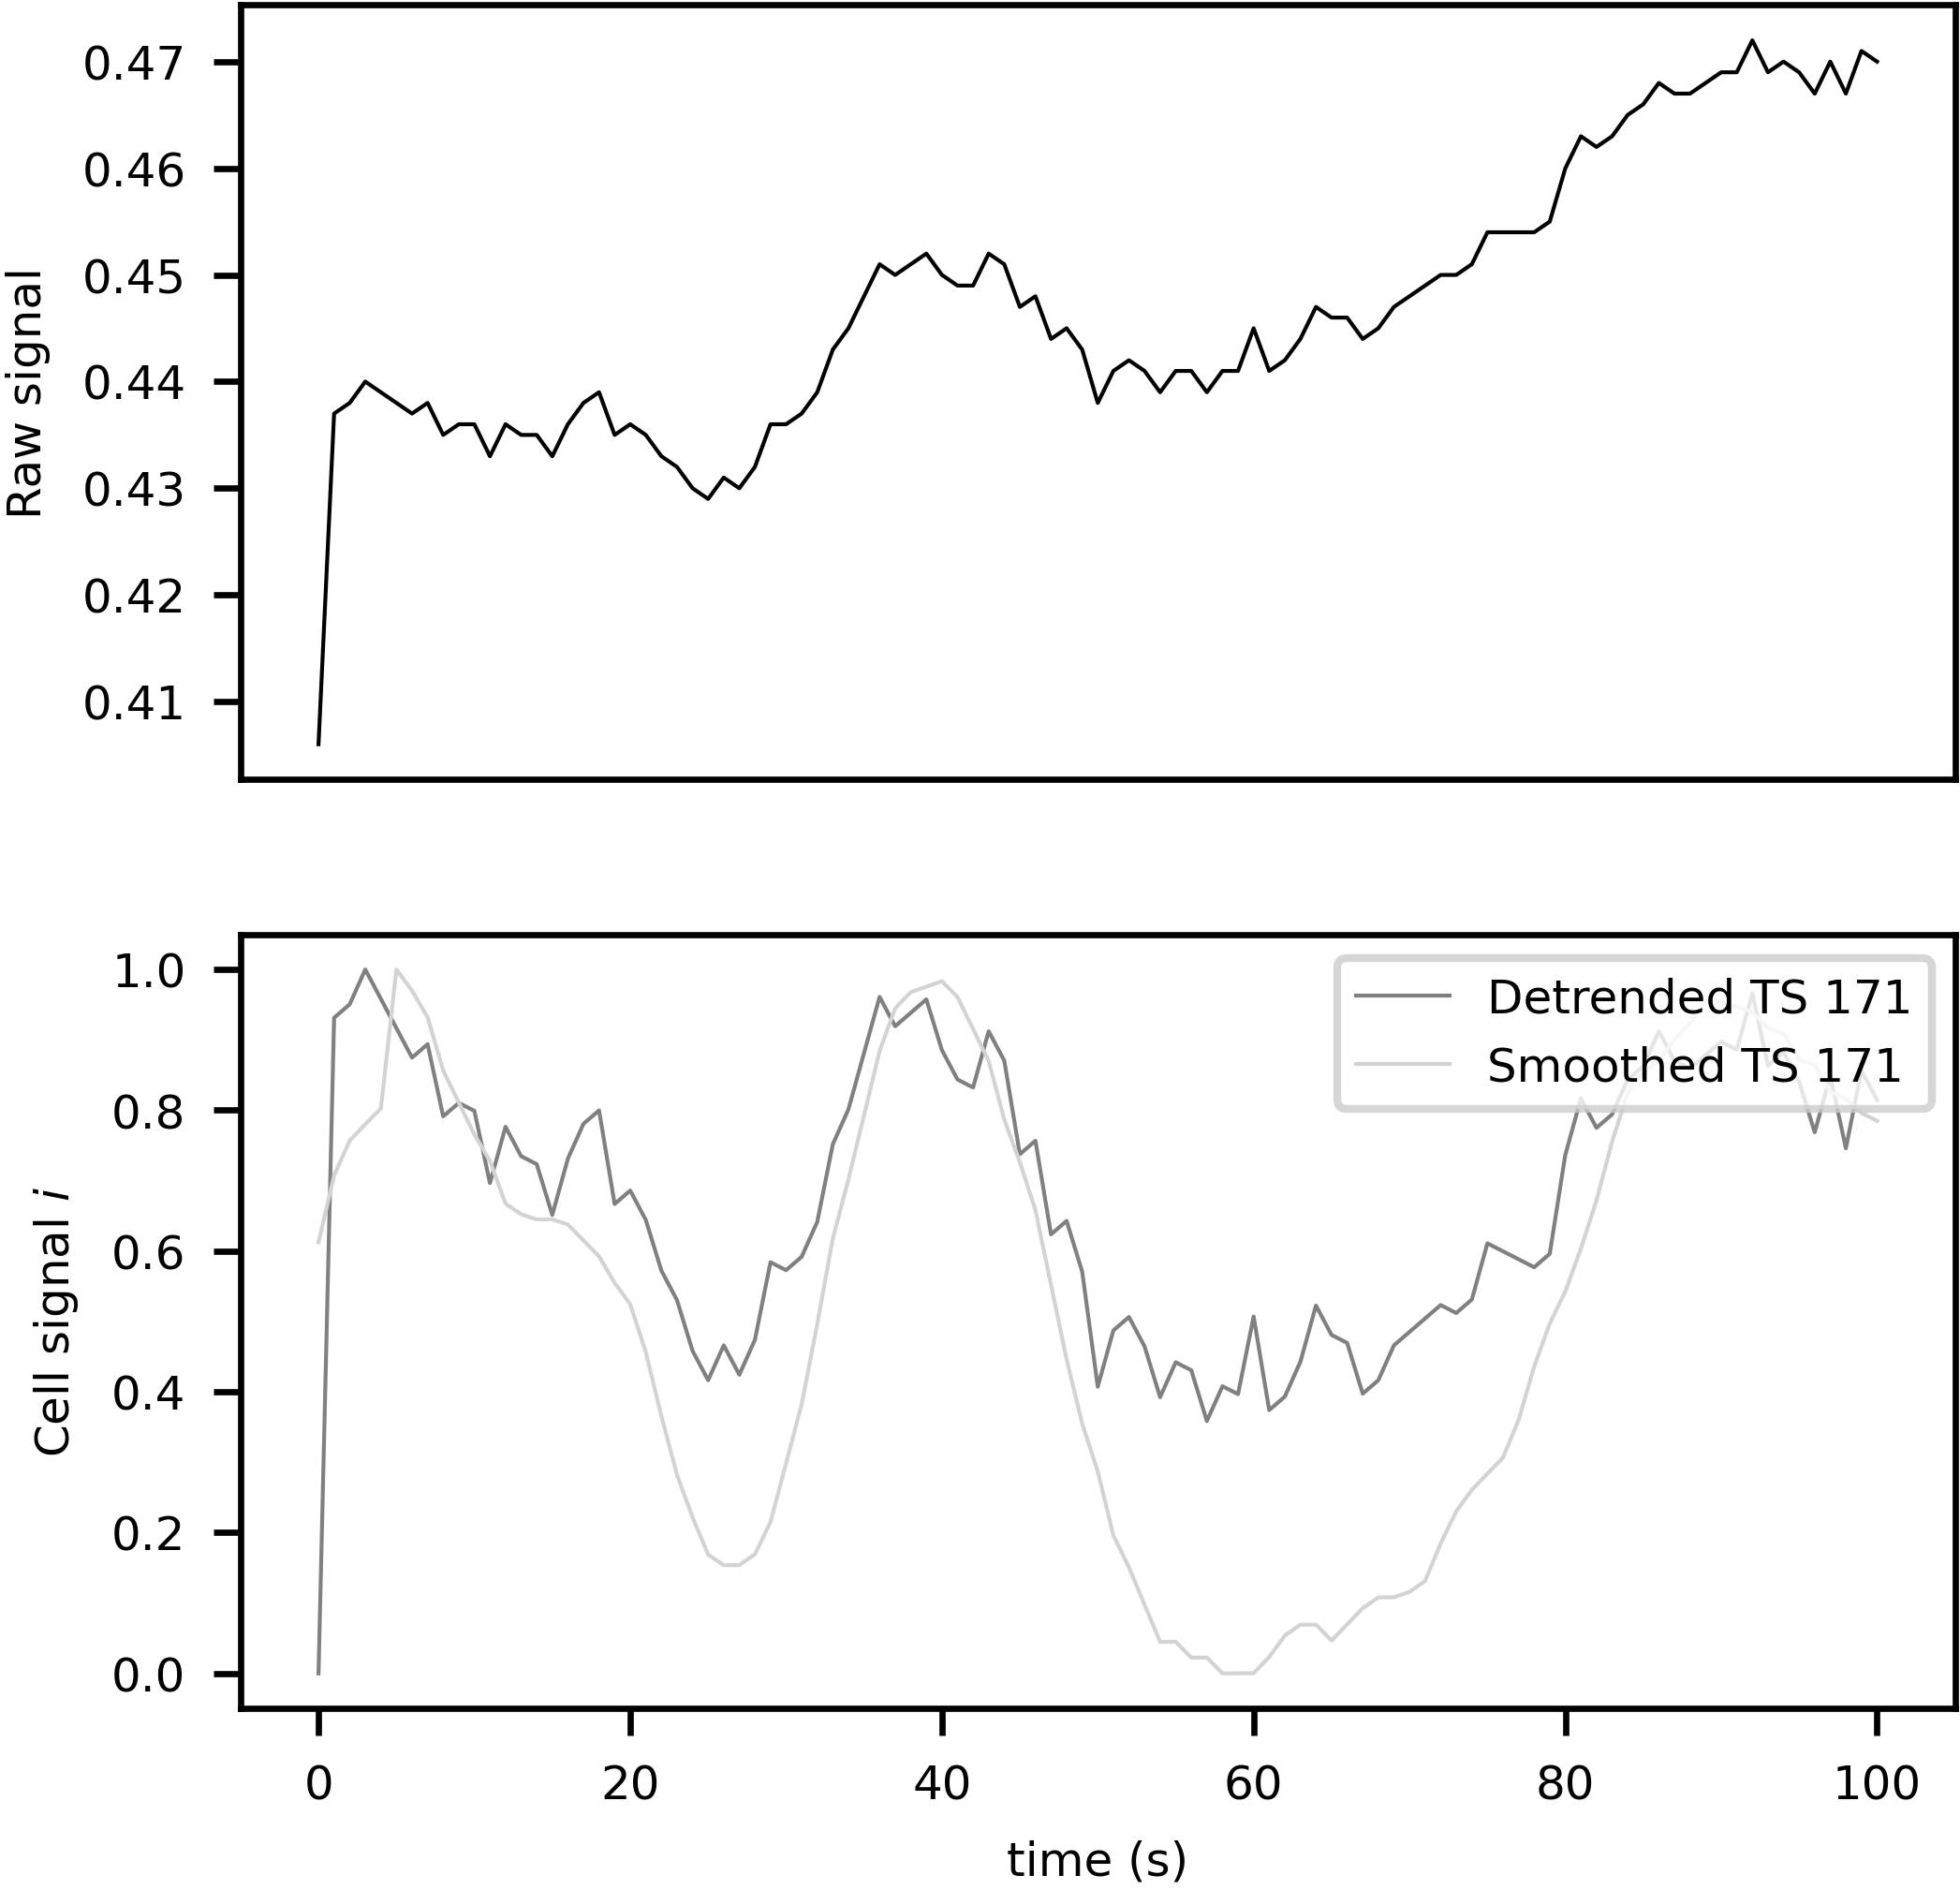 0.47
0.46
0.45
0.44
0.43
0.42
0.41
Raw signal
1.0
0.8
0.6
0.4
0.2
0.0
Cell signal i
Detrended TS 171
Smoothed TS 171
0 20 40 60 80 100
time (s)